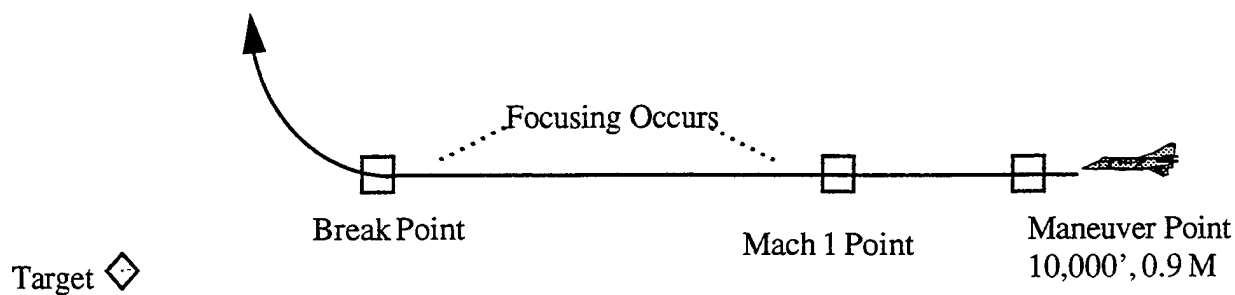 Focusing Occurs
Break Point
Mach 1 Point
Maneuver Point
10,000', 0.9 M
Target